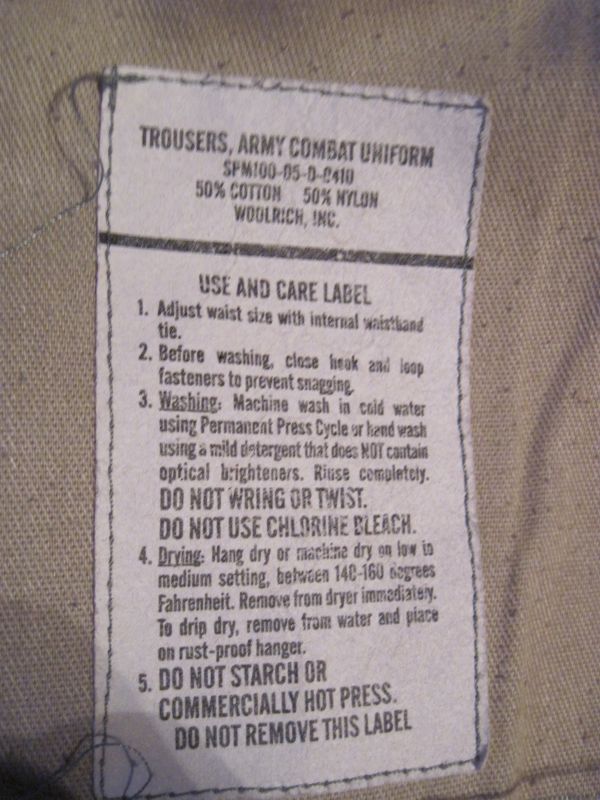 TROUSERS, ARMY COMBAT UNIFORM
SPM100-05-D-0410
50% COTTON 50% NYLON
WOOLRICH, INC.
USE AND CARE LABEL
1. Adjust waist size with internal waistband
tie.
2. Before washing, close hook and loop
fasteners to prevent snagging.
3. Washing: Machine wash in cold water
using Permanent Press Cycle or hand wash
using a mild detergent that does NOT contain
optical brighteners. Rinse completely.
DO NOT WRING OR TWIST.
DO NOT USE CHLORINE BLEACH.
4. Drying: Hang dry or machine dry on low to
medium setting, between 140-160 degrees
Fahrenheit. Remove from dryer immediately.
To drip dry, remove from water and place
on rust-proof hanger.
5. DO NOT STARCH OR
COMMERCIALLY HOT PRESS.
DO NOT REMOVE THIS LABEL